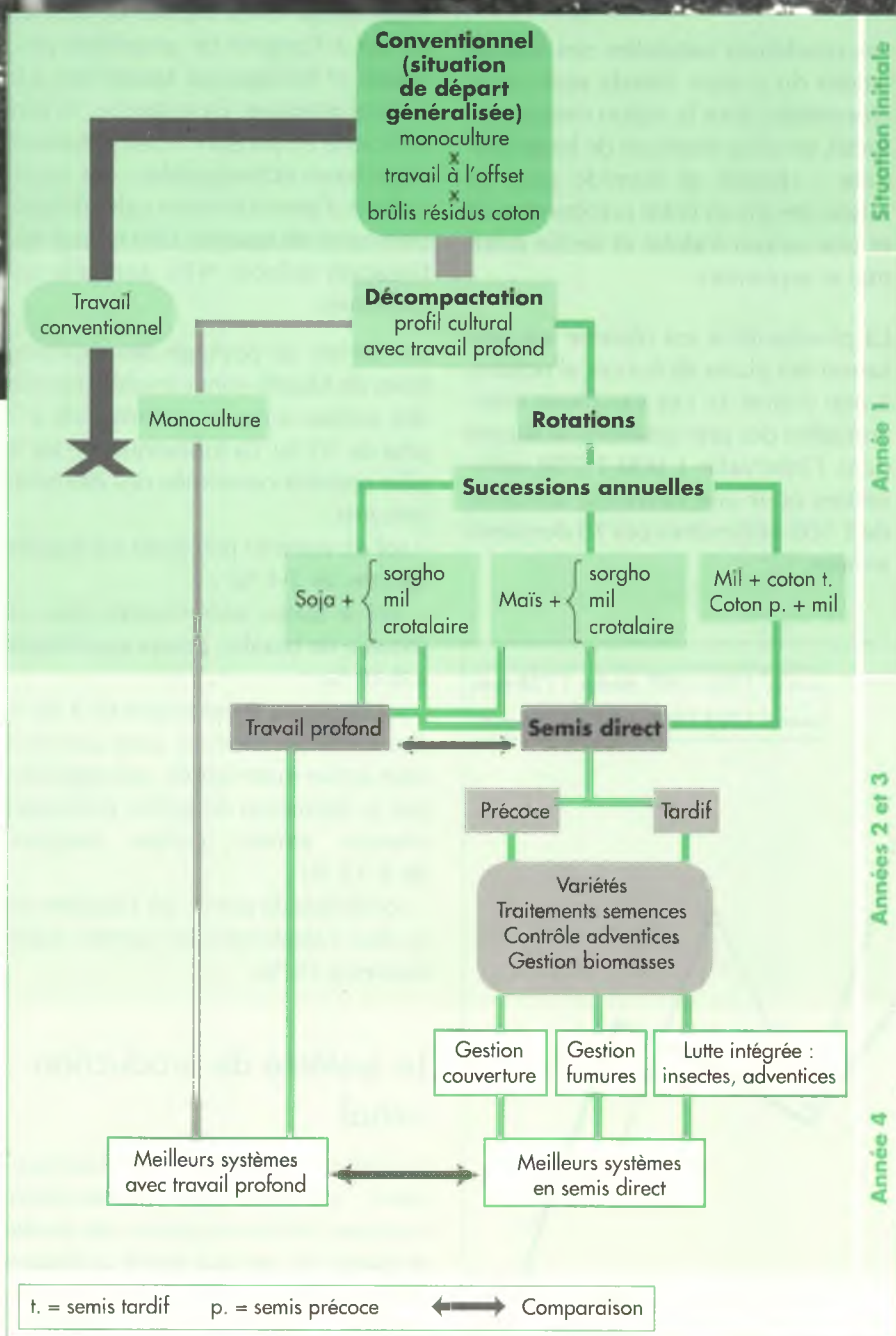 Conventionnel
(situation
de départ
généralisée)
monoculture
x
travail à l'offset
x
brûlis résidus coton
Situation initiale
Travail
conventionnel
Décompactation
profil cultural
avec travail profond
Monoculture
Rotations
Année 1
Successions annuelles
Soja + { sorgho
mil
crotalaire
Maïs + { sorgho
mil
crotalaire
Mil + coton t.
Coton p. + mil
Travail profond
Semis direct
Précoce
Tardif
Années 2 et 3
Variétés
Traitements semences
Contrôle adventices
Gestion biomasses
Gestion
couverture
Gestion
fumures
Lutte intégrée :
insectes, adventices
Année 4
Meilleurs systèmes
avec travail profond
Meilleurs systèmes
en semis direct
t. = semis tardif p. = semis précoce Comparaison